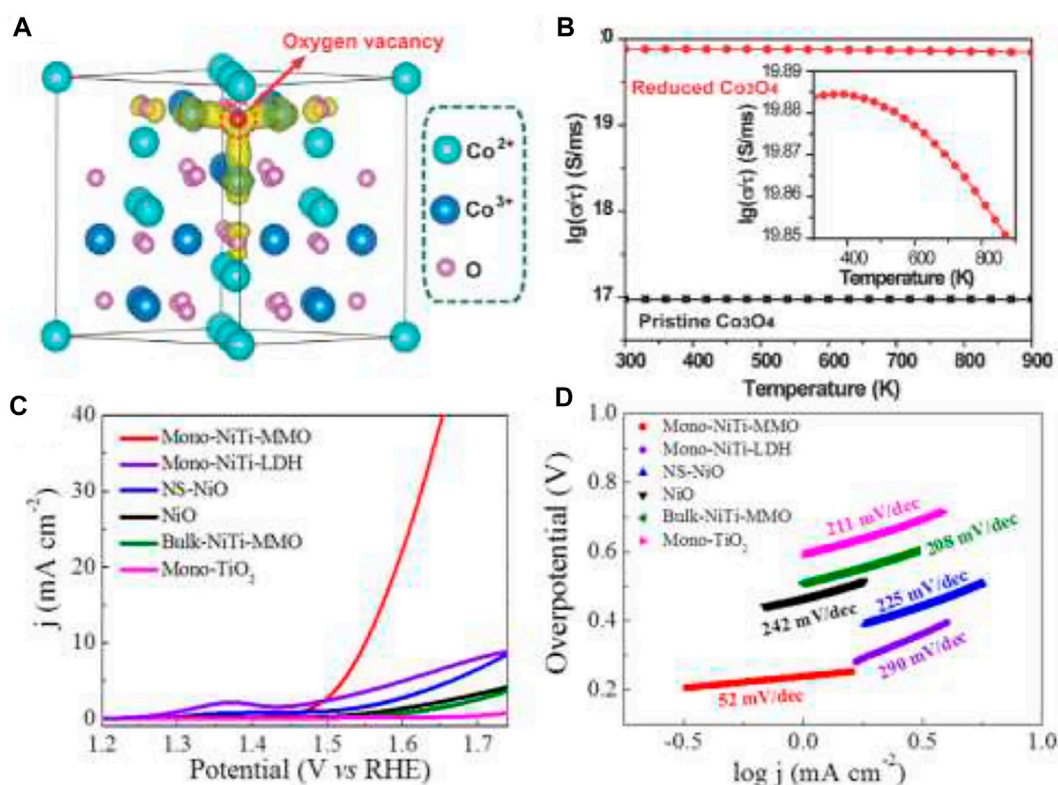 A
Oxygen vacancy
Co2+
Co3+
O
B
20
19
18
17
lg(σ/τ) (S/ms)
Reduced Co3O4
Pristine Co3O4
300 400 500 600 700 800 900
Temperature (K)
19.89
19.88
19.87
19.86
19.85
lg(σ/τ) (S/ms)
400 600 800
Temperature (K)
C
40
30
20
10
0
j (mA cm-2)
Mono-NiTi-MMO
Mono-NiTi-LDH
NS-NiO
NiO
Bulk-NiTi-MMO
Mono-TiO2
1.2 1.3 1.4 1.5 1.6 1.7
Potential (V vs RHE)
D
1.0
0.8
0.6
0.4
0.2
Overpotential (V)
Mono-NiTi-MMO
Mono-NiTi-LDH
NS-NiO
NiO
Bulk-NiTi-MMO
Mono-TiO2
211 mV/dec
208 mV/dec
242 mV/dec
225 mV/dec
290 mV/dec
52 mV/dec
-0.5 0.0 0.5 1.0
log j (mA cm-2)